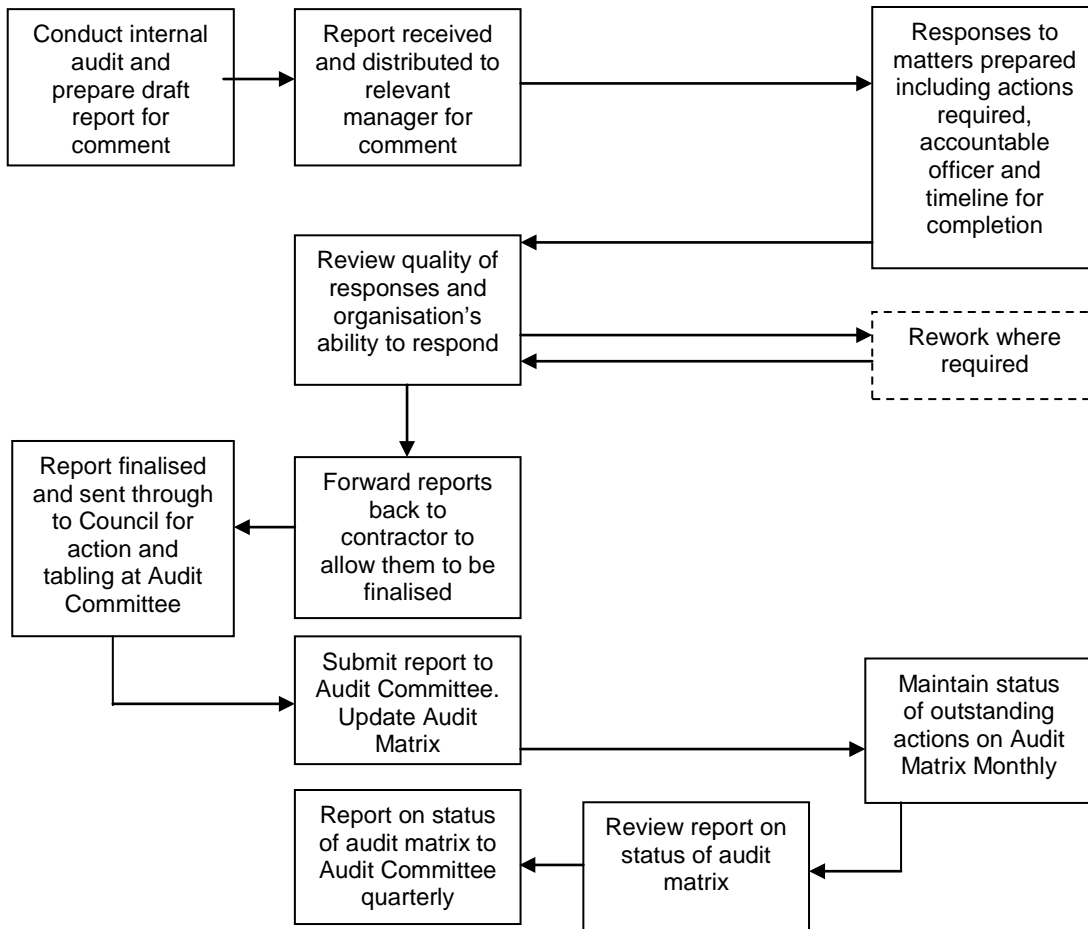 Conduct internal
audit and
prepare draft
report for
comment
Report received
and distributed to
relevant
manager for
comment
Responses to
matters prepared
including actions
required,
accountable
officer and
timeline for
completion
Review quality of
responses and
organisation's
ability to respond
Rework where
required
Forward reports
back to
contractor to
allow them to be
finalised
Report finalised
and sent through
to Council for
action and
tabling at Audit
Committee
Submit report to
Audit Committee.
Update Audit
Matrix
Maintain status
of outstanding
actions on Audit
Matrix Monthly
Review report on
status of audit
matrix
Report on status
of audit matrix to
Audit Committee
quarterly